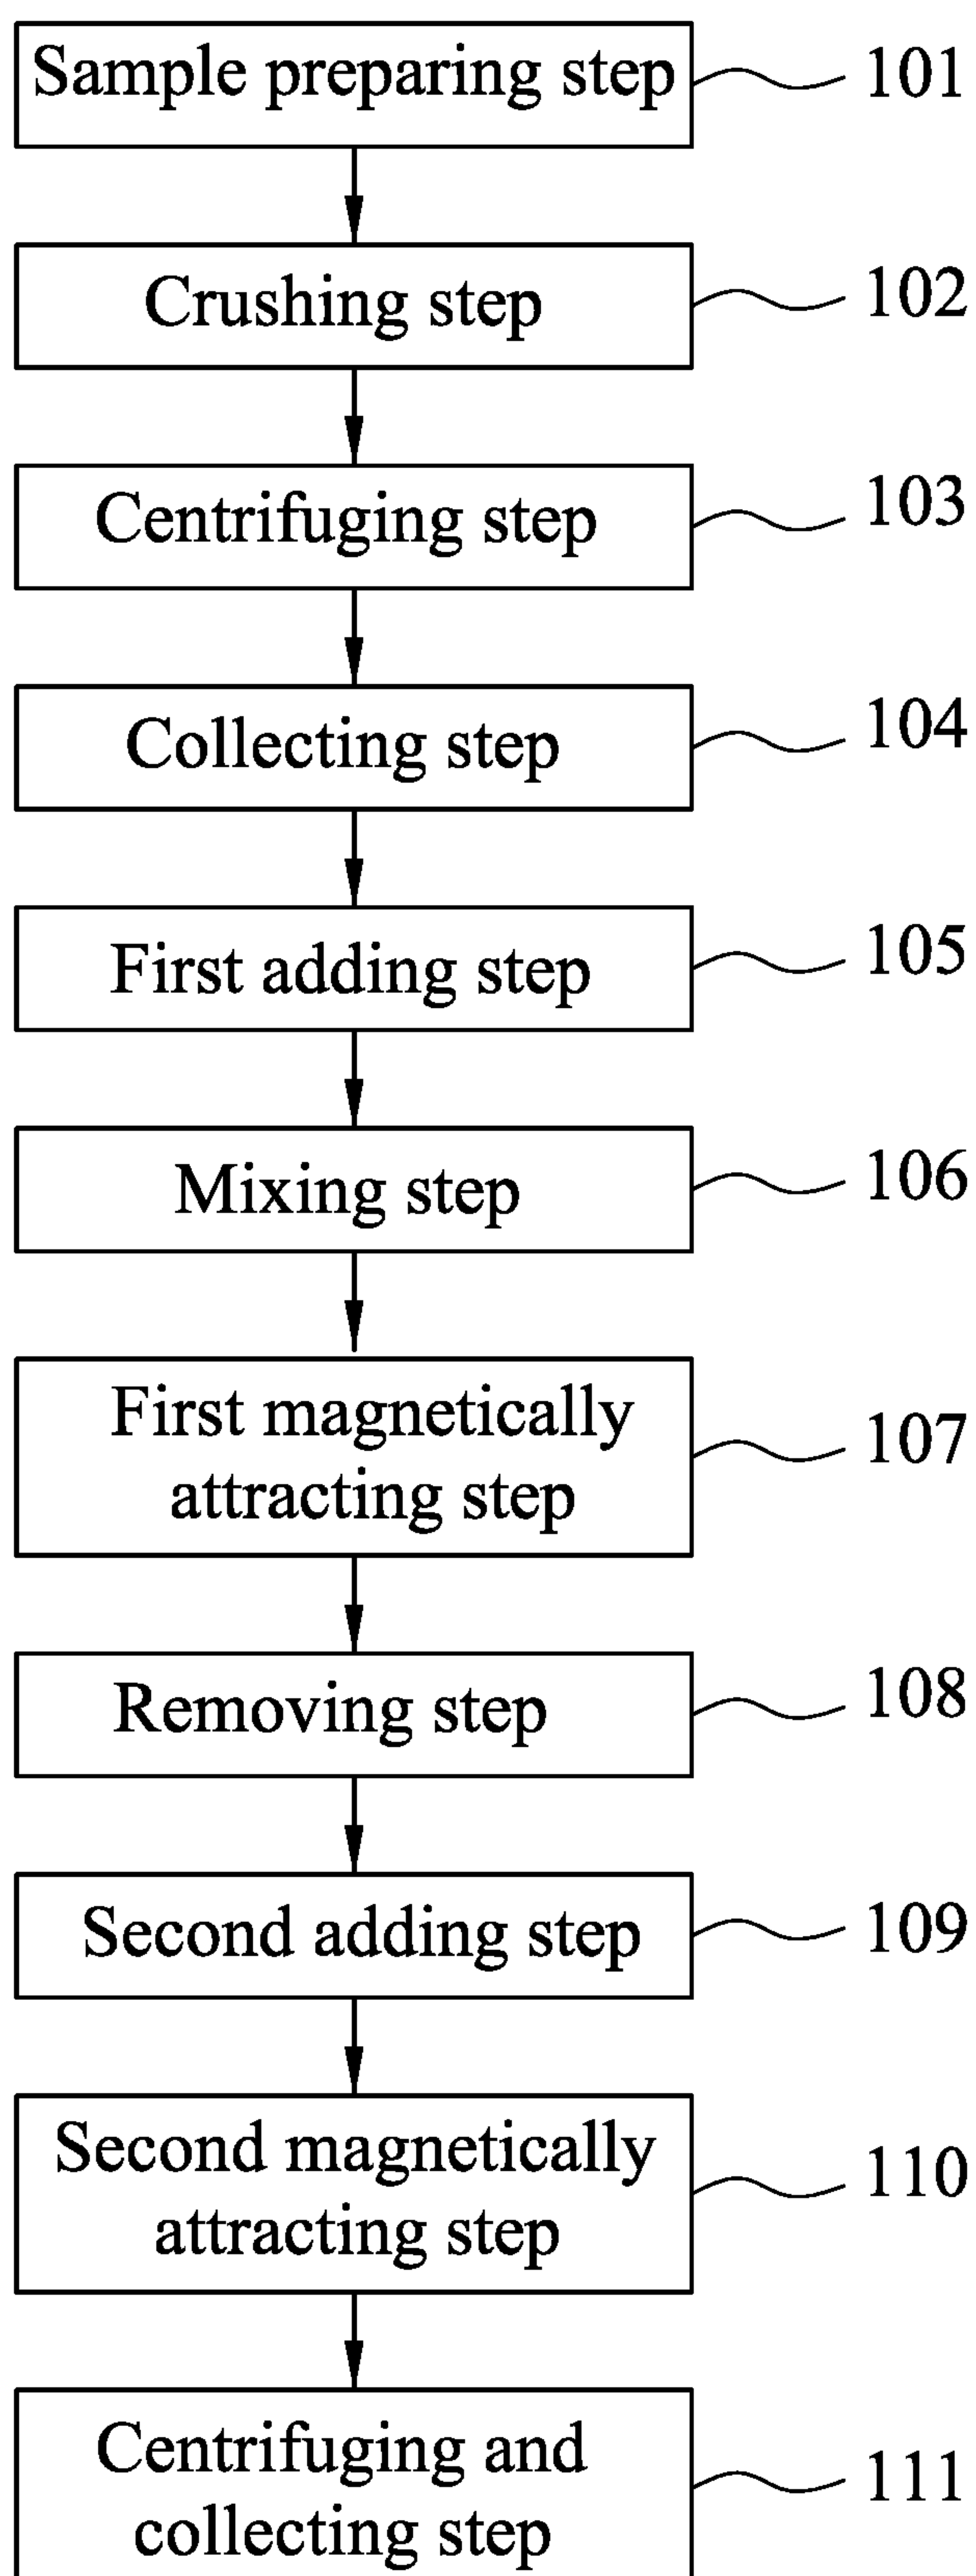 Sample preparing step 101
Crushing step 102
Centrifuging step 103
Collecting step 104
First adding step 105
Mixing step 106
First magnetically
attracting step 107
Removing step 108
Second adding step 109
Second magnetically
attracting step 110
Centrifuging and
collecting step 111